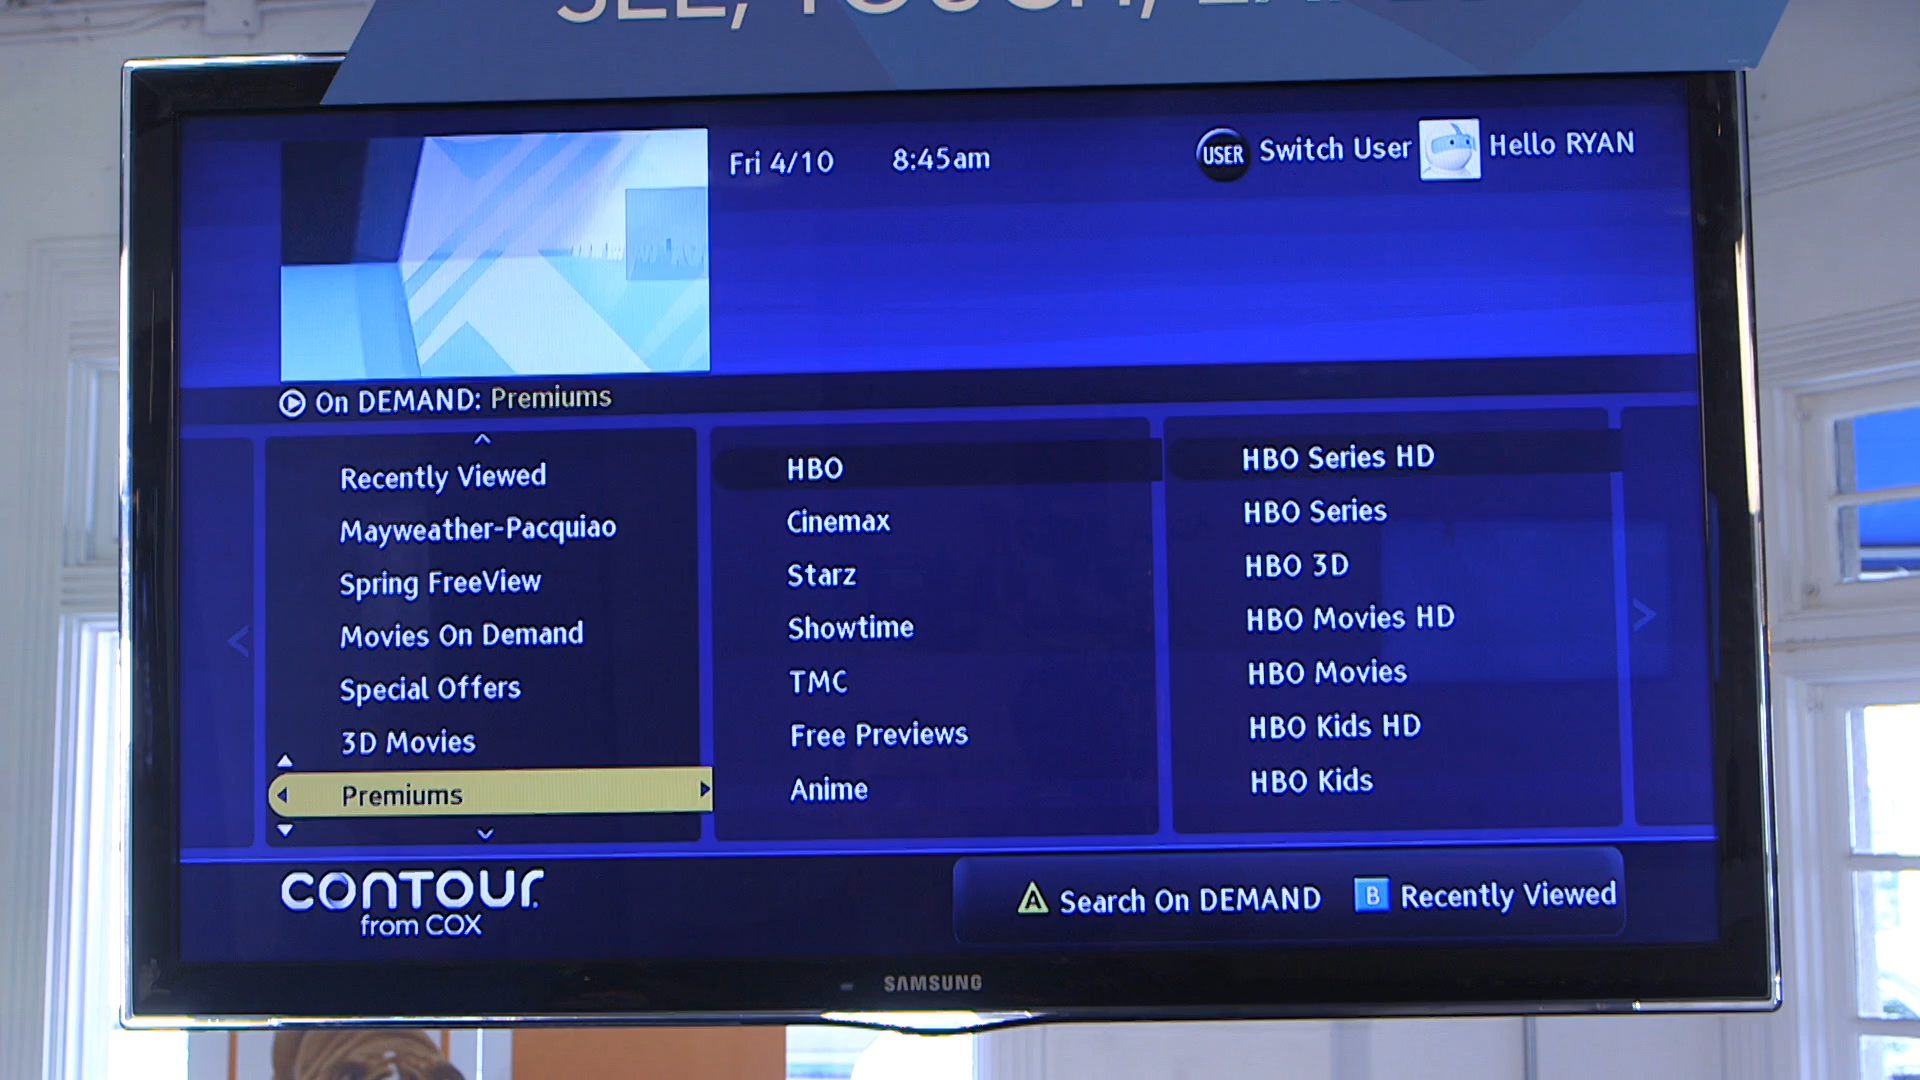 SEE, TOUCH,
Fri 4/10 8:45am
USER Switch User Hello RYAN
On DEMAND: Premiums
Recently Viewed
Mayweather-Pacquiao
Spring FreeView
Movies On Demand
Special Offers
3D Movies
Premiums
HBO
Cinemax
Starz
Showtime
TMC
Free Previews
Anime
HBO Series HD
HBO Series
HBO 3D
HBO Movies HD
HBO Movies
HBO Kids HD
HBO Kids
contour
from COX
A Search On DEMAND B Recently Viewed
SAMSUNG